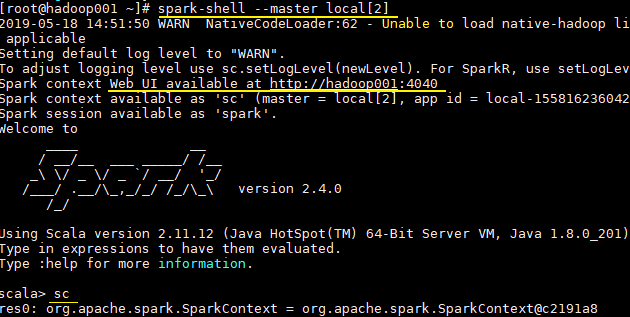 [root@hadoop001 ~]# spark-shell --master local[2]
2019-05-18 14:51:50 WARN  NativeCodeLoader:62 - Unable to load native-hadoop li
 applicable
Setting default log level to "WARN".
To adjust logging level use sc.setLogLevel(newLevel). For SparkR, use setLogLev
Spark context Web UI available at http://hadoop001:4040
Spark context available as 'sc' (master = local[2], app id = local-155816236042
Spark session available as 'spark'.
Welcome to
      ____              __
     / __/__  ___ _____/ /__
    _\ \/ _ \/ _ `/ __/  '_/
   /___/ .__/\_,_/_/ /_/\_\   version 2.4.0
      /_/
Using Scala version 2.11.12 (Java HotSpot(TM) 64-Bit Server VM, Java 1.8.0_201)
Type in expressions to have them evaluated.
Type :help for more information.
scala> sc
res0: org.apache.spark.SparkContext = org.apache.spark.SparkContext@c2191a8